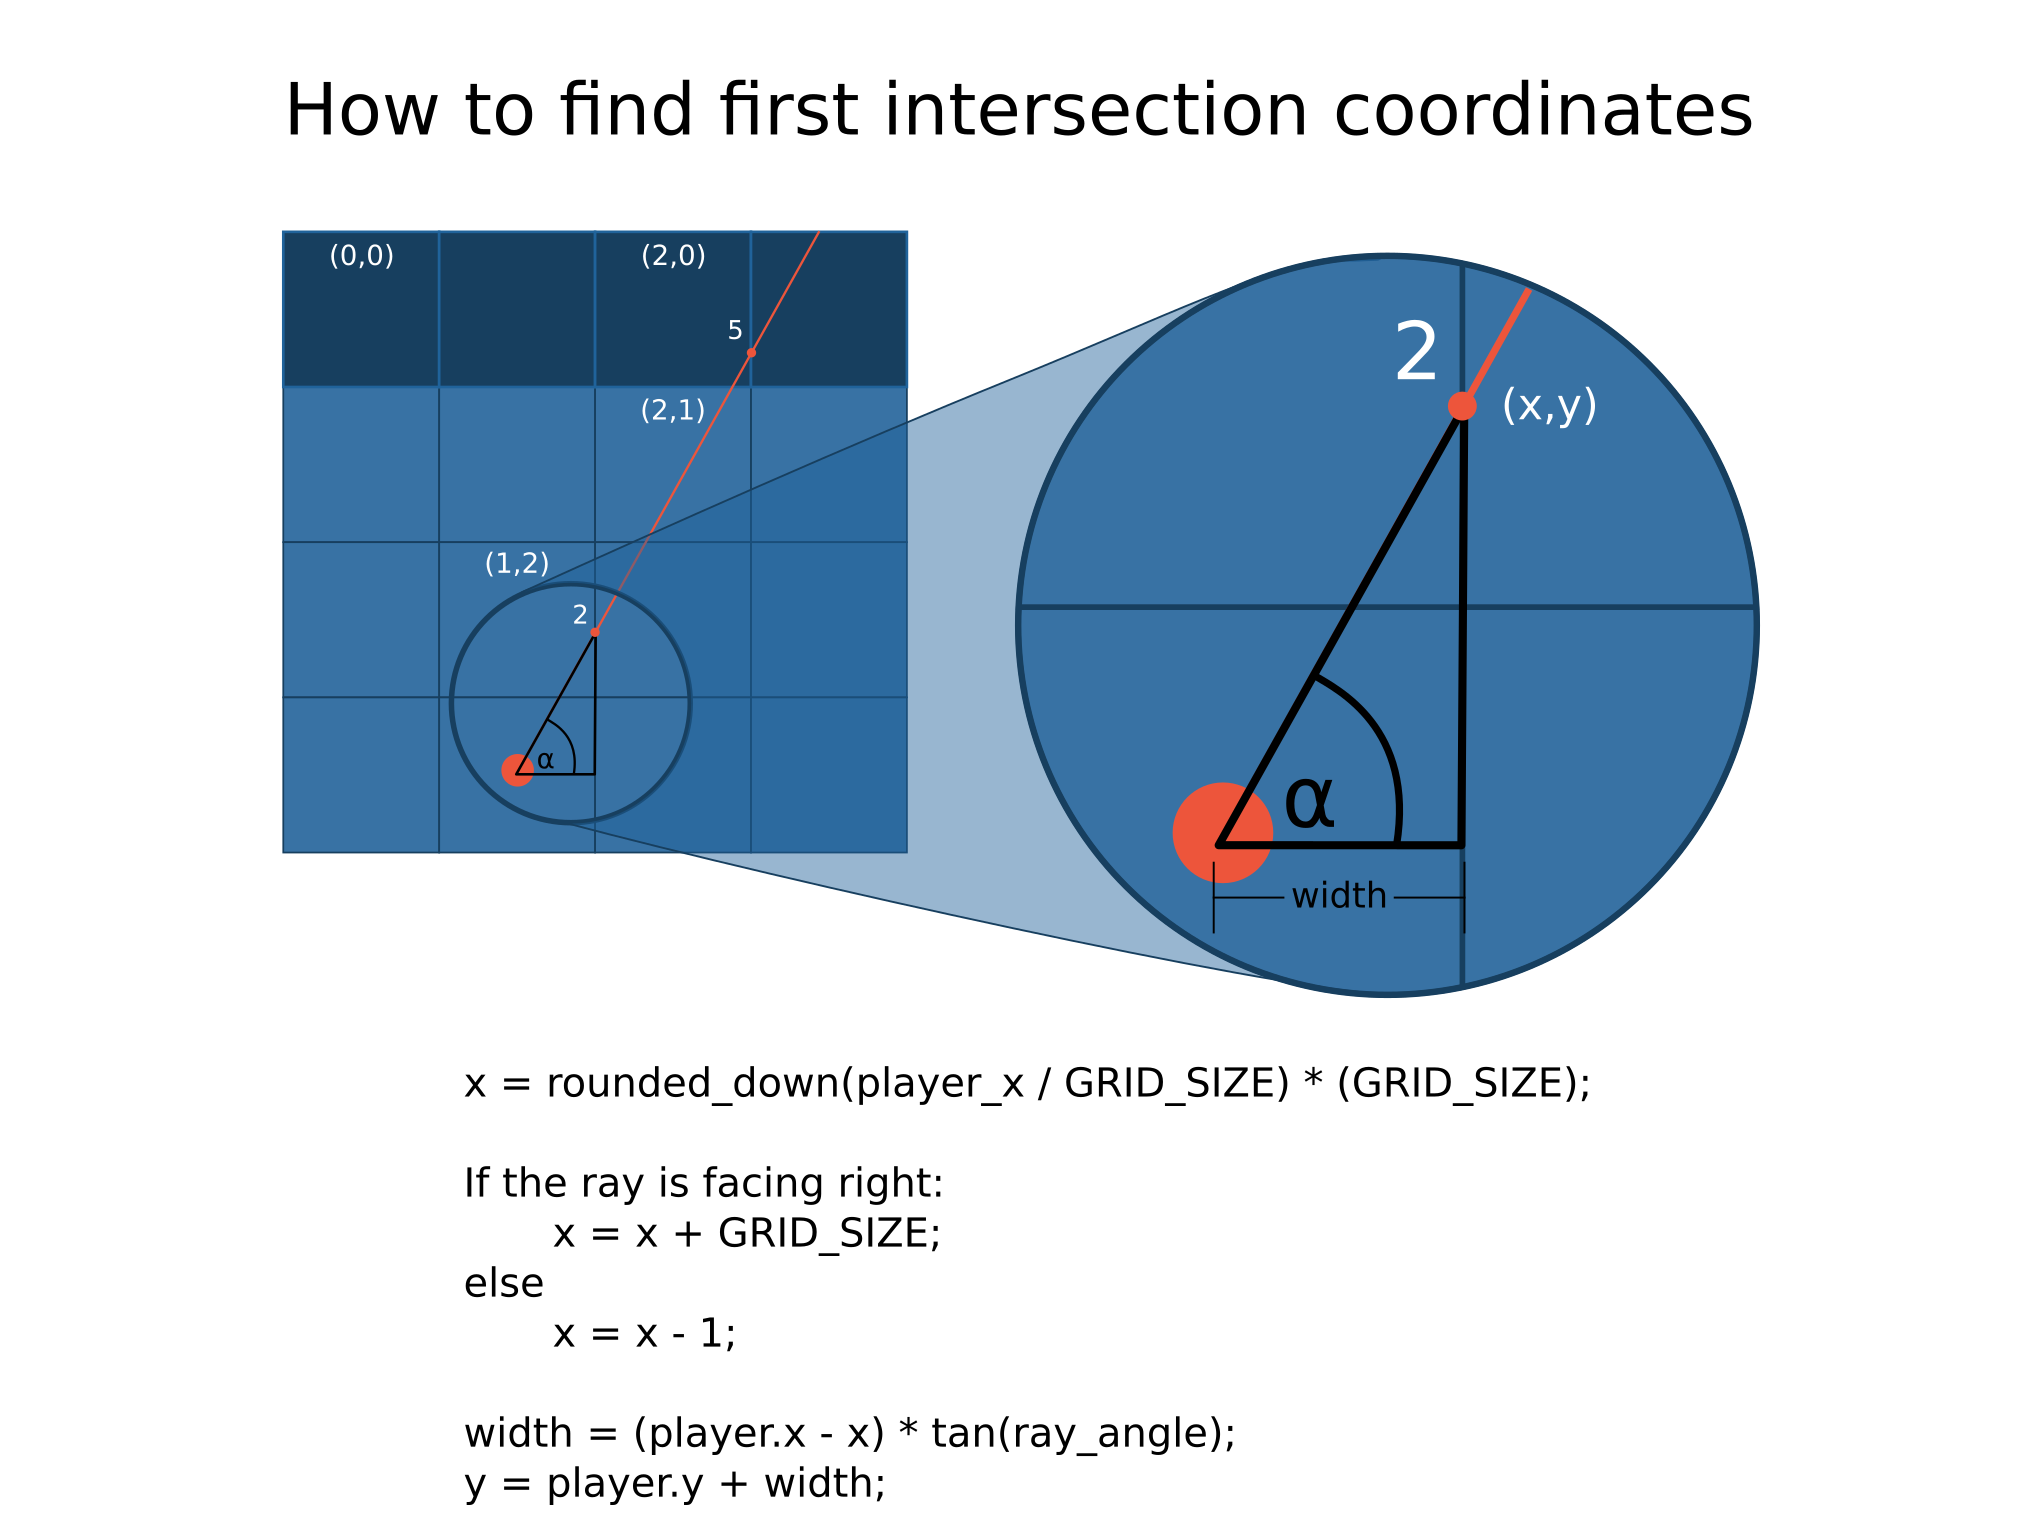 How to find first intersection coordinates
(0,0)
(2,0)
5
(2,1)
(1,2)
2
α
2
(x,y)
α
width
x = rounded_down(player_x / GRID_SIZE) * (GRID_SIZE);
If the ray is facing right:
x = x + GRID_SIZE;
else
x = x - 1;
width = (player.x - x) * tan(ray_angle);
y = player.y + width;